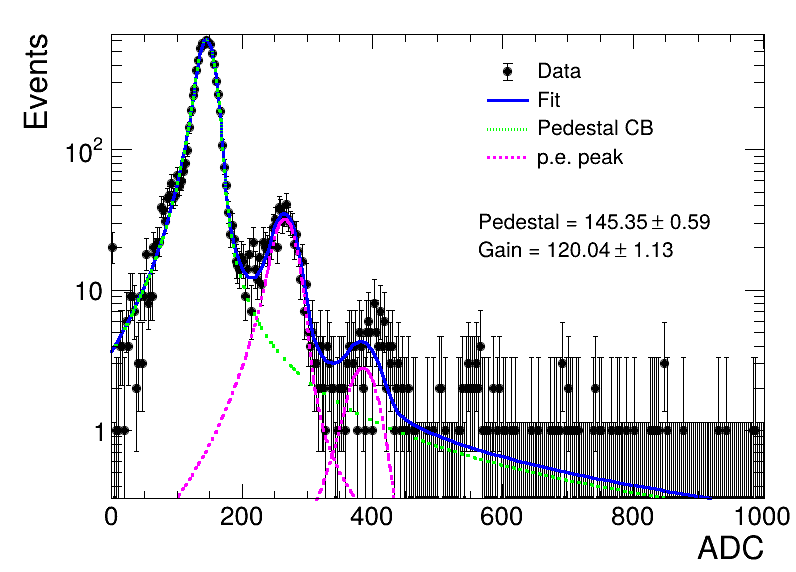 Events
Data
Fit
Pedestal CB
p.e. peak
Pedestal = 145.35 ± 0.59
Gain = 120.04 ± 1.13
10²
10
1
0 200 400 600 800 1000
ADC